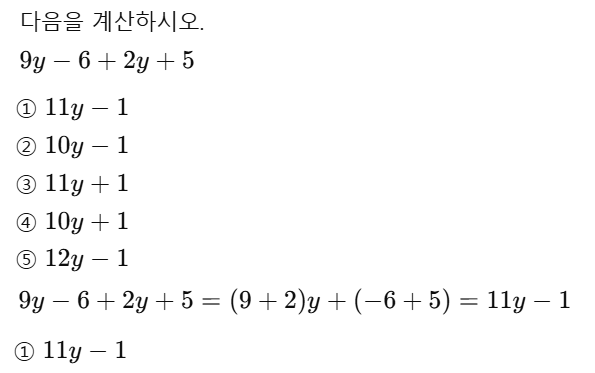 다음을 계산하시오.
9y − 6 + 2y + 5
① 11y − 1
② 10y − 1
③ 11y + 1
④ 10y + 1
⑤ 12y − 1
9y − 6 + 2y + 5 = (9 + 2)y + (−6 + 5) = 11y − 1
① 11y − 1